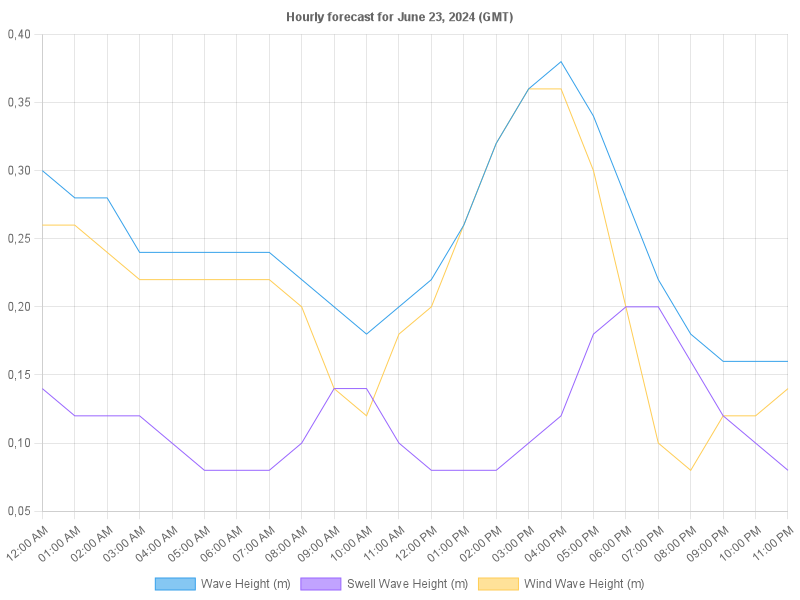 Hourly forecast for June 23, 2024 (GMT)
0,40
0,35
0,30
0,25
0,20
0,15
0,10
0,05
12:00 AM
01:00 AM
02:00 AM
03:00 AM
04:00 AM
05:00 AM
06:00 AM
07:00 AM
08:00 AM
09:00 AM
10:00 AM
11:00 AM
12:00 PM
01:00 PM
02:00 PM
03:00 PM
04:00 PM
05:00 PM
06:00 PM
07:00 PM
08:00 PM
09:00 PM
10:00 PM
11:00 PM
Wave Height (m) Swell Wave Height (m) Wind Wave Height (m)